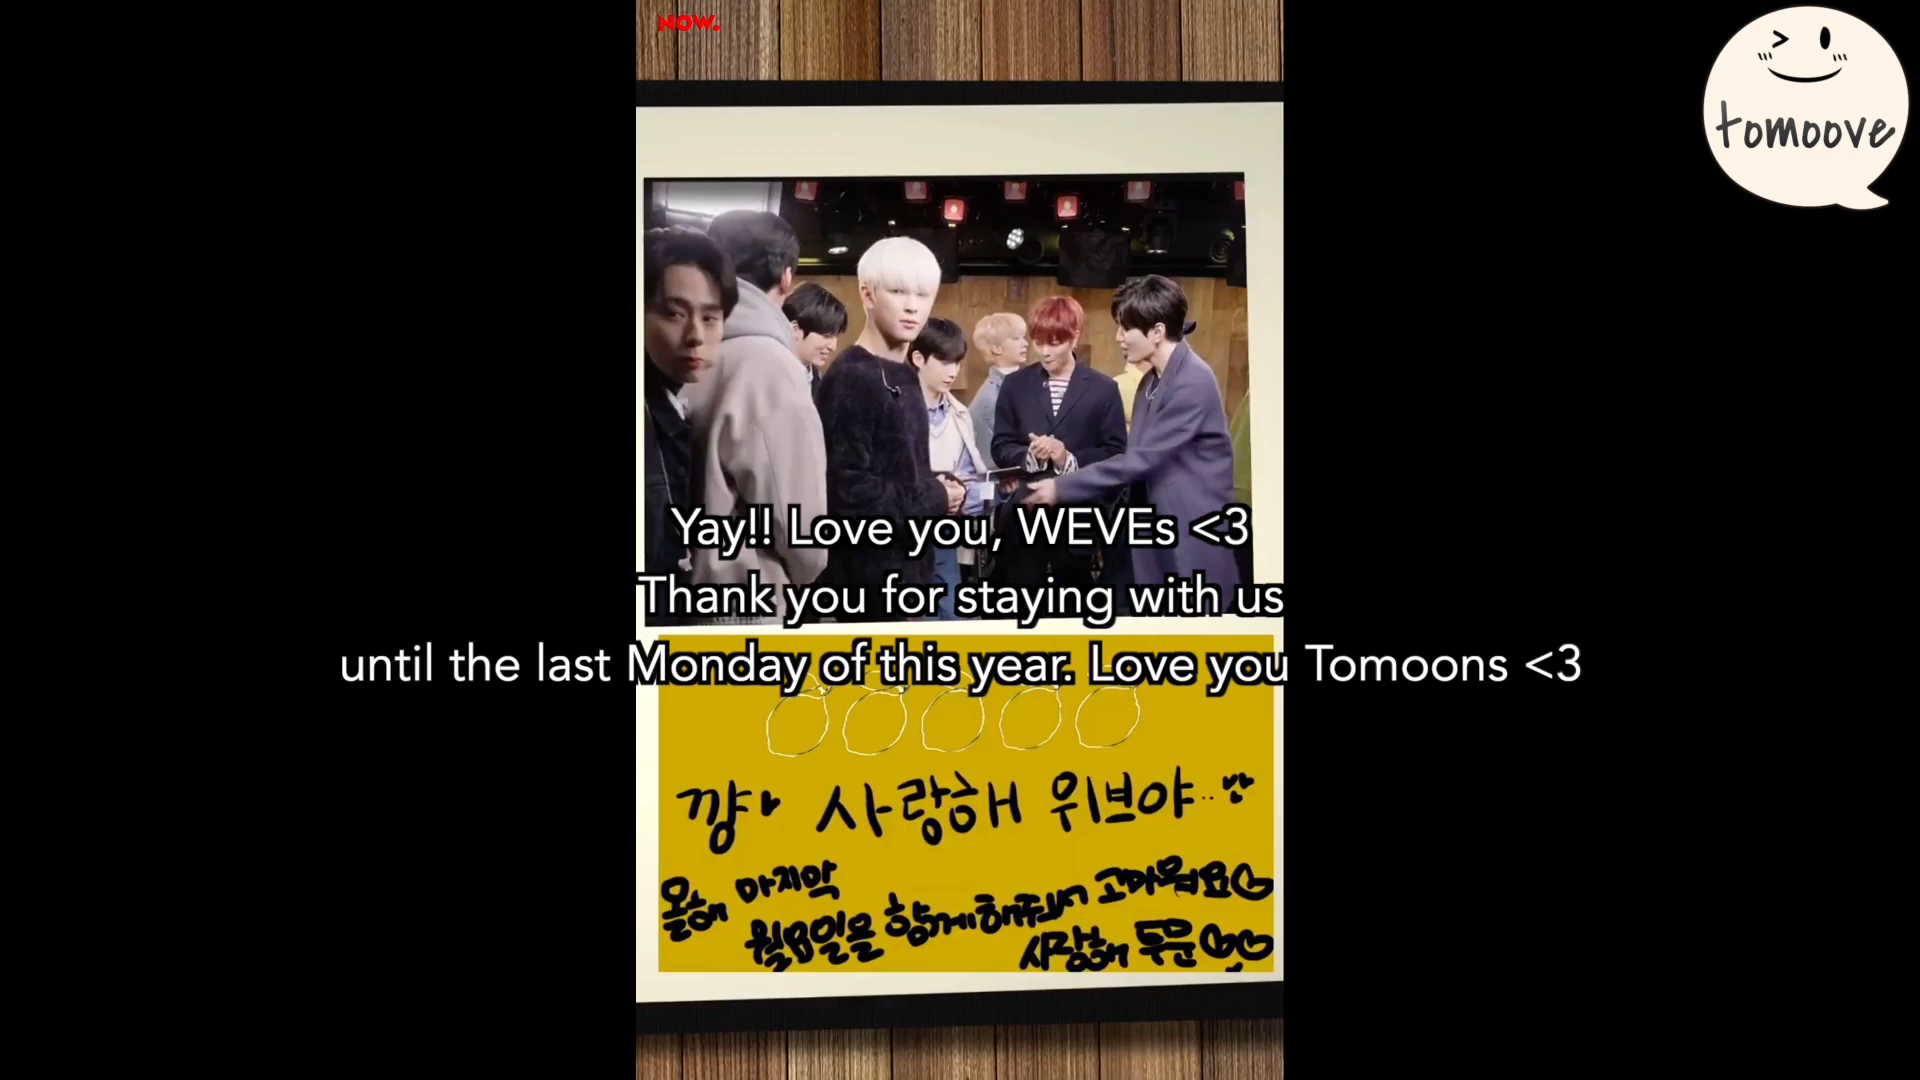 NOW.
tomoove
Yay!! Love you, WEVEs <3
Thank you for staying with us
until the last Monday of this year. Love you Tomoons <3
꺙 사랑해 위브야..
올해 마지막
월요일을 함께해줘서 고마워요♡
사랑해 투문♡♡